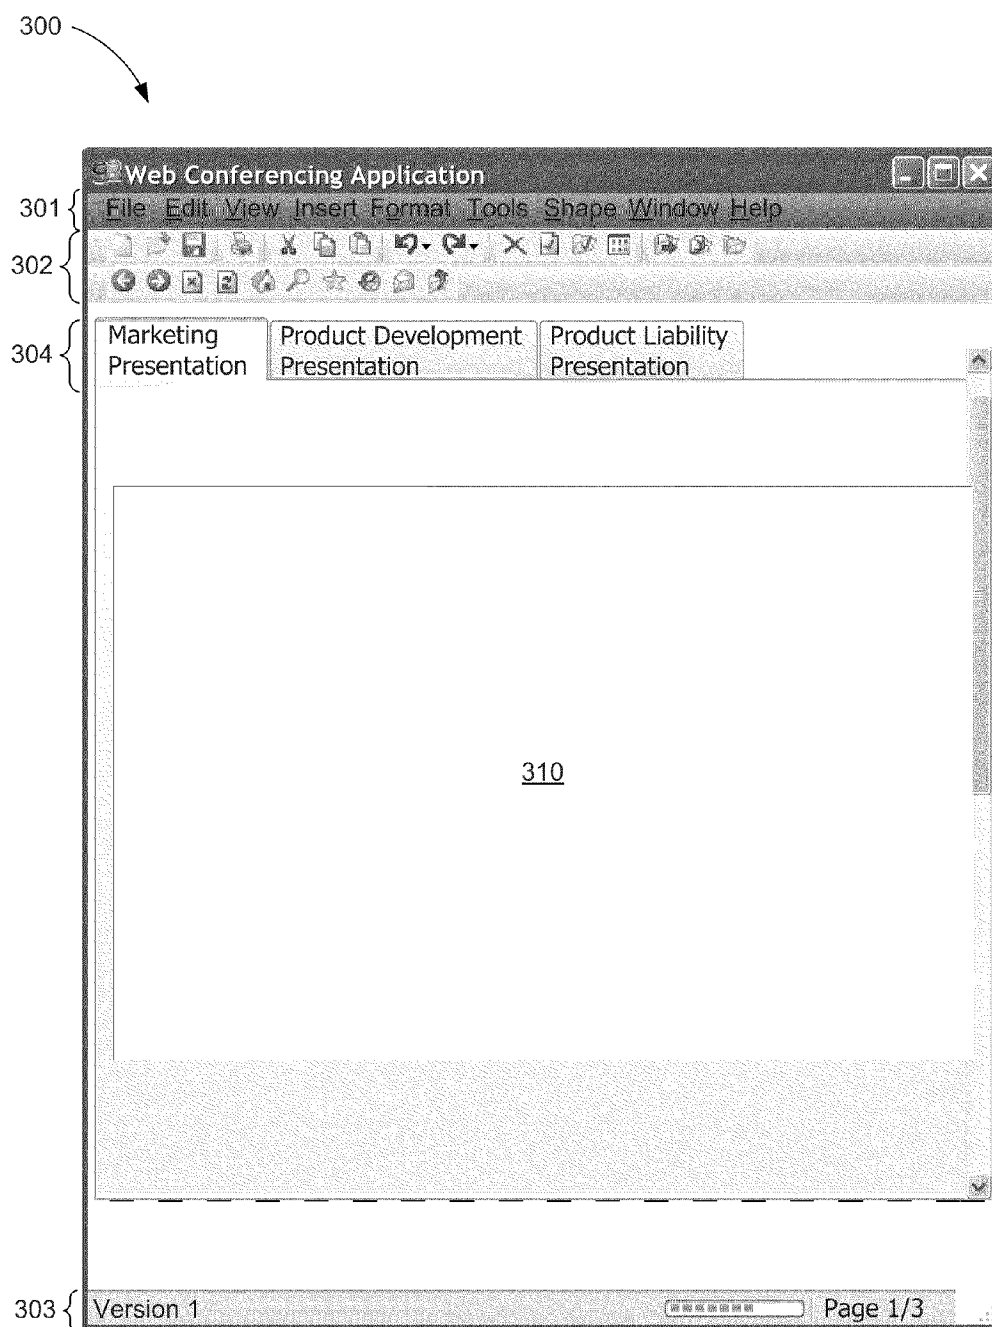 300
Web Conferencing Application
301
File Edit View Insert Format Tools Shape Window Help
302
304
Marketing Presentation
Product Development Presentation
Product Liability Presentation
310
303
Version 1
Page 1/3